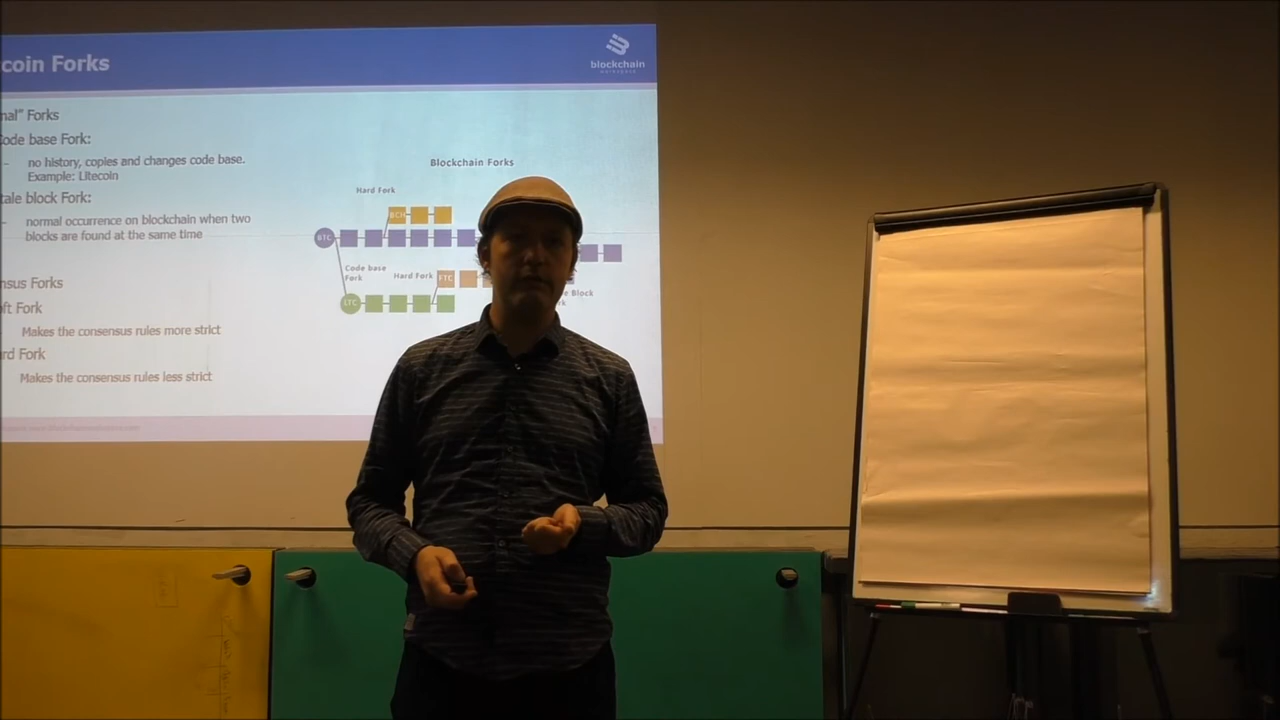 coin Forks
blockchain
nal" Forks
Code base Fork:
– no history, copies and changes code base.
Example: Litecoin
tale block Fork:
– normal occurrence on blockchain when two
blocks are found at the same time
nsus Forks
oft Fork
Makes the consensus rules more strict
rd Fork
Makes the consensus rules less strict
Blockchain Forks
Hard Fork
BCH
BTC
Code base
Fork
Hard Fork
FTC
LTC
e Block
rk